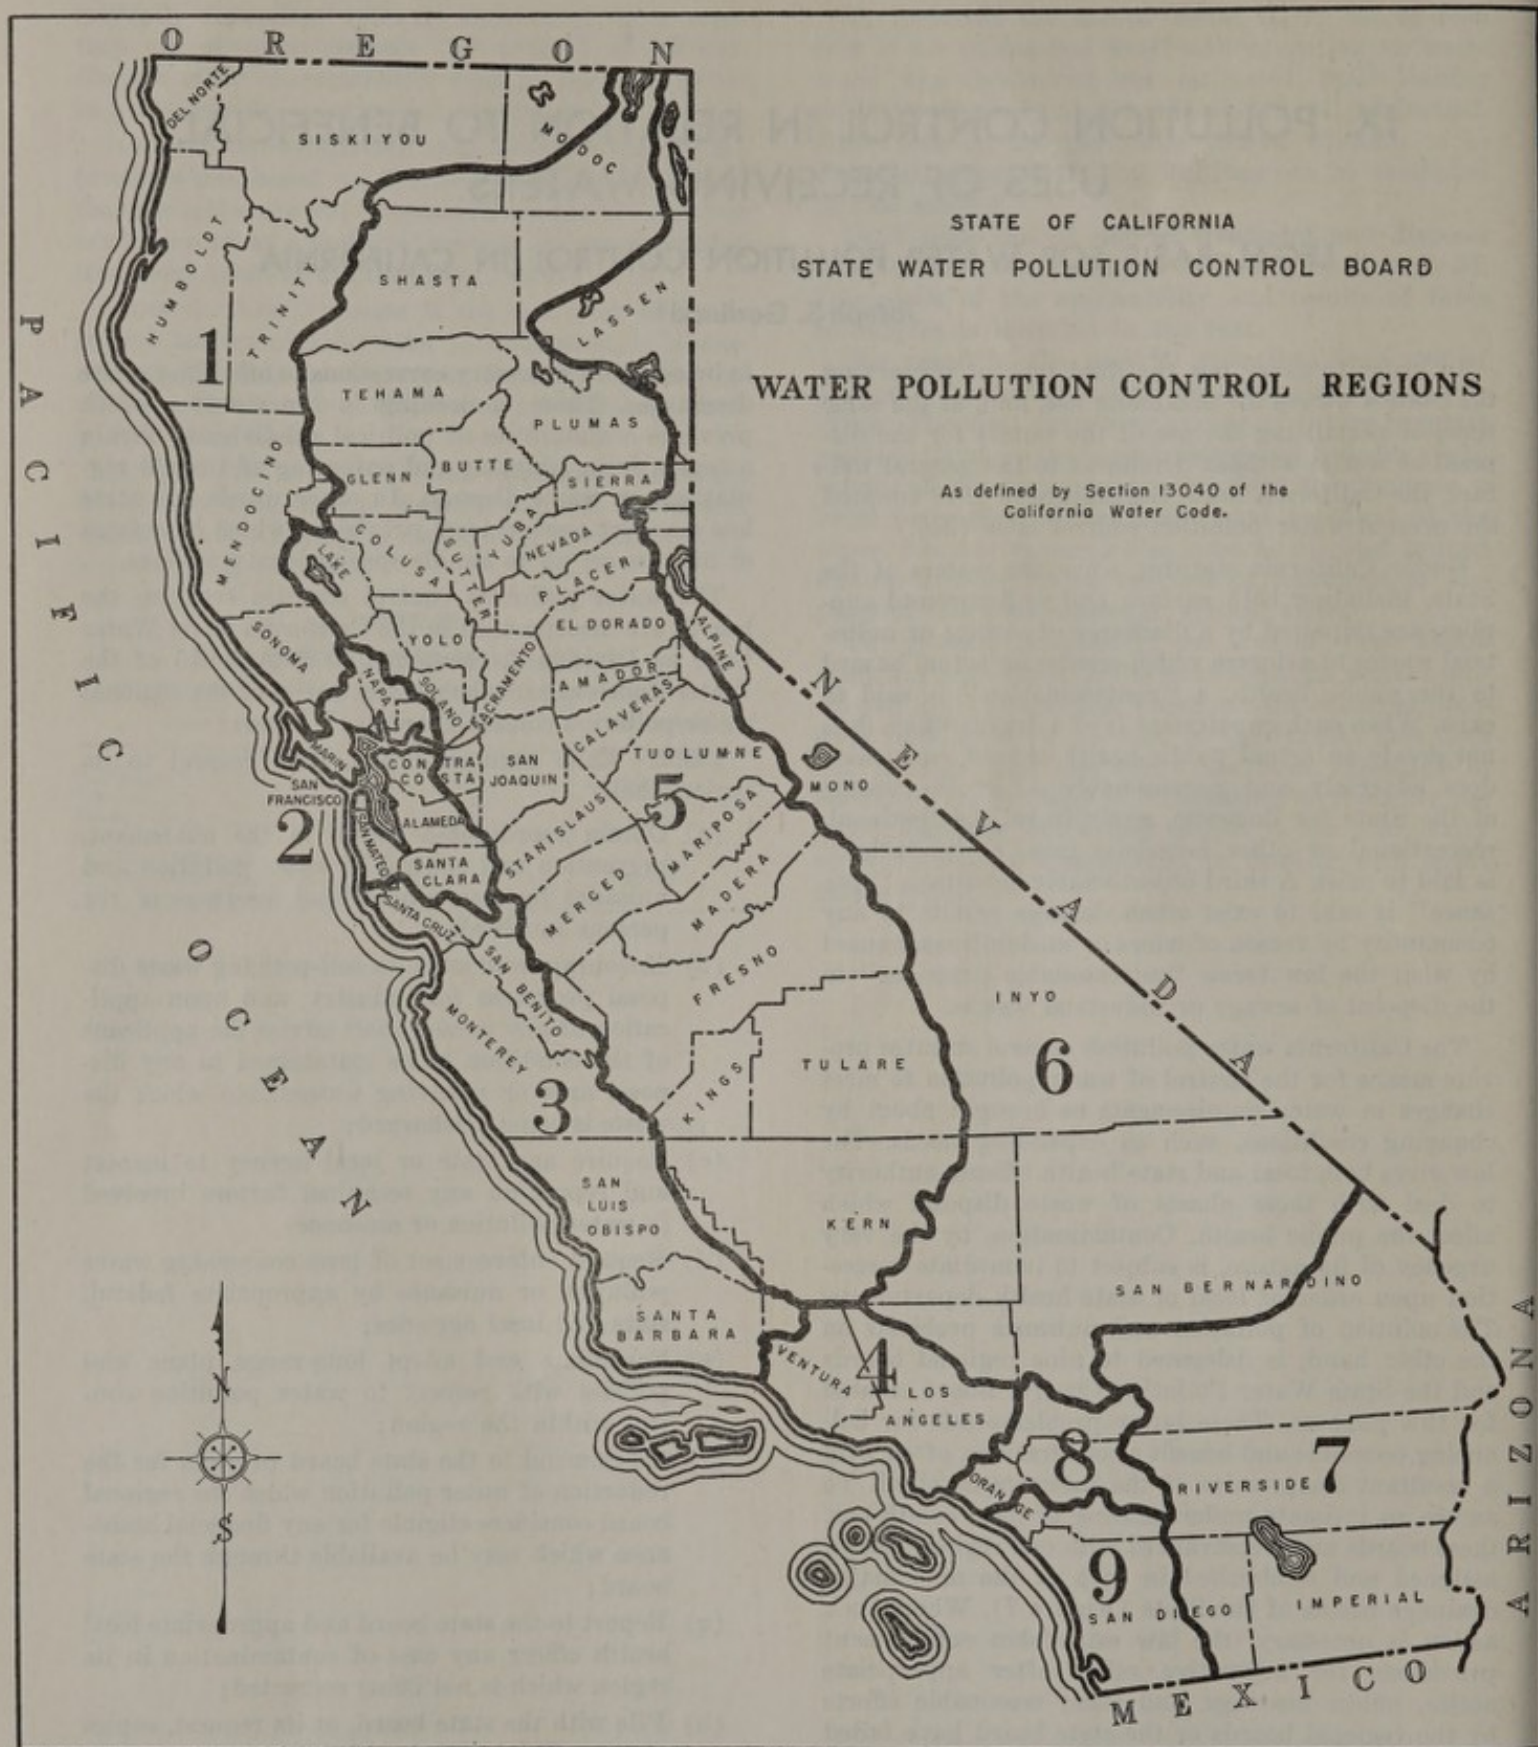 OREGON
DEL NORTE
SISKIYOU
MODOC
STATE OF CALIFORNIA
STATE WATER POLLUTION CONTROL BOARD
HUMBOLDT
TRINITY
SHASTA
LASSEN
1
WATER POLLUTION CONTROL REGIONS
TEHAMA
PLUMAS
As defined by Section 13040 of the
California Water Code.
MENDOCINO
GLENN
BUTTE
SIERRA
LAKE
COLUSA
SUTTER
YUBA
NEVADA
PLACER
SONOMA
YOLO
EL DORADO
ALPINE
NAPA
SOLANO
SACRAMENTO
AMADOR
CALAVERAS
MARIN
CONTRA
COSTA
SAN
JOAQUIN
TUOLUMNE
MONO
SAN
FRANCISCO
2
SAN MATEO
ALAMEDA
STANISLAUS
5
MARIPOSA
SANTA
CLARA
SANTA CRUZ
MERCED
MADERA
SAN BENITO
FRESNO
MONTEREY
INYO
3
KINGS
TULARE
6
NEVADA
PACIFIC OCEAN
SAN
LUIS
OBISPO
KERN
SAN BERNARDINO
SANTA
BARBARA
VENTURA
4
LOS
ANGELES
N
S
ORANGE
8
RIVERSIDE
7
9
SAN DIEGO
IMPERIAL
ARIZONA
MEXICO